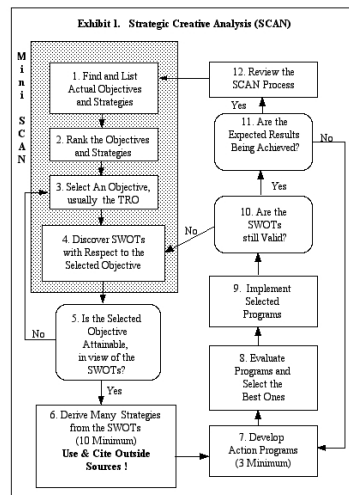 Exhibit 1. Strategic Creative Analysis (SCAN)
Mini SCAN
1. Find and List
Actual Objectives
and Strategies
2. Rank the Objectives
and Strategies
3. Select An Objective,
usually the TRO
4. Discover SWOTs
with Respect to the
Selected Objective
No
5. Is the Selected
Objective
Attainable,
in view of the
SWOTs?
Yes
6. Derive Many Strategies
from the SWOTs
(10 Minimum)
Use & Cite Outside
Sources !
7. Develop
Action Programs
(3 Minimum)
8. Evaluate
Programs and
Select the
Best Ones
9. Implement
Selected
Programs
10. Are the
SWOTs
still Valid?
No
Yes
11. Are the
Expected Results
Being Achieved?
No
Yes
12. Review the
SCAN Process